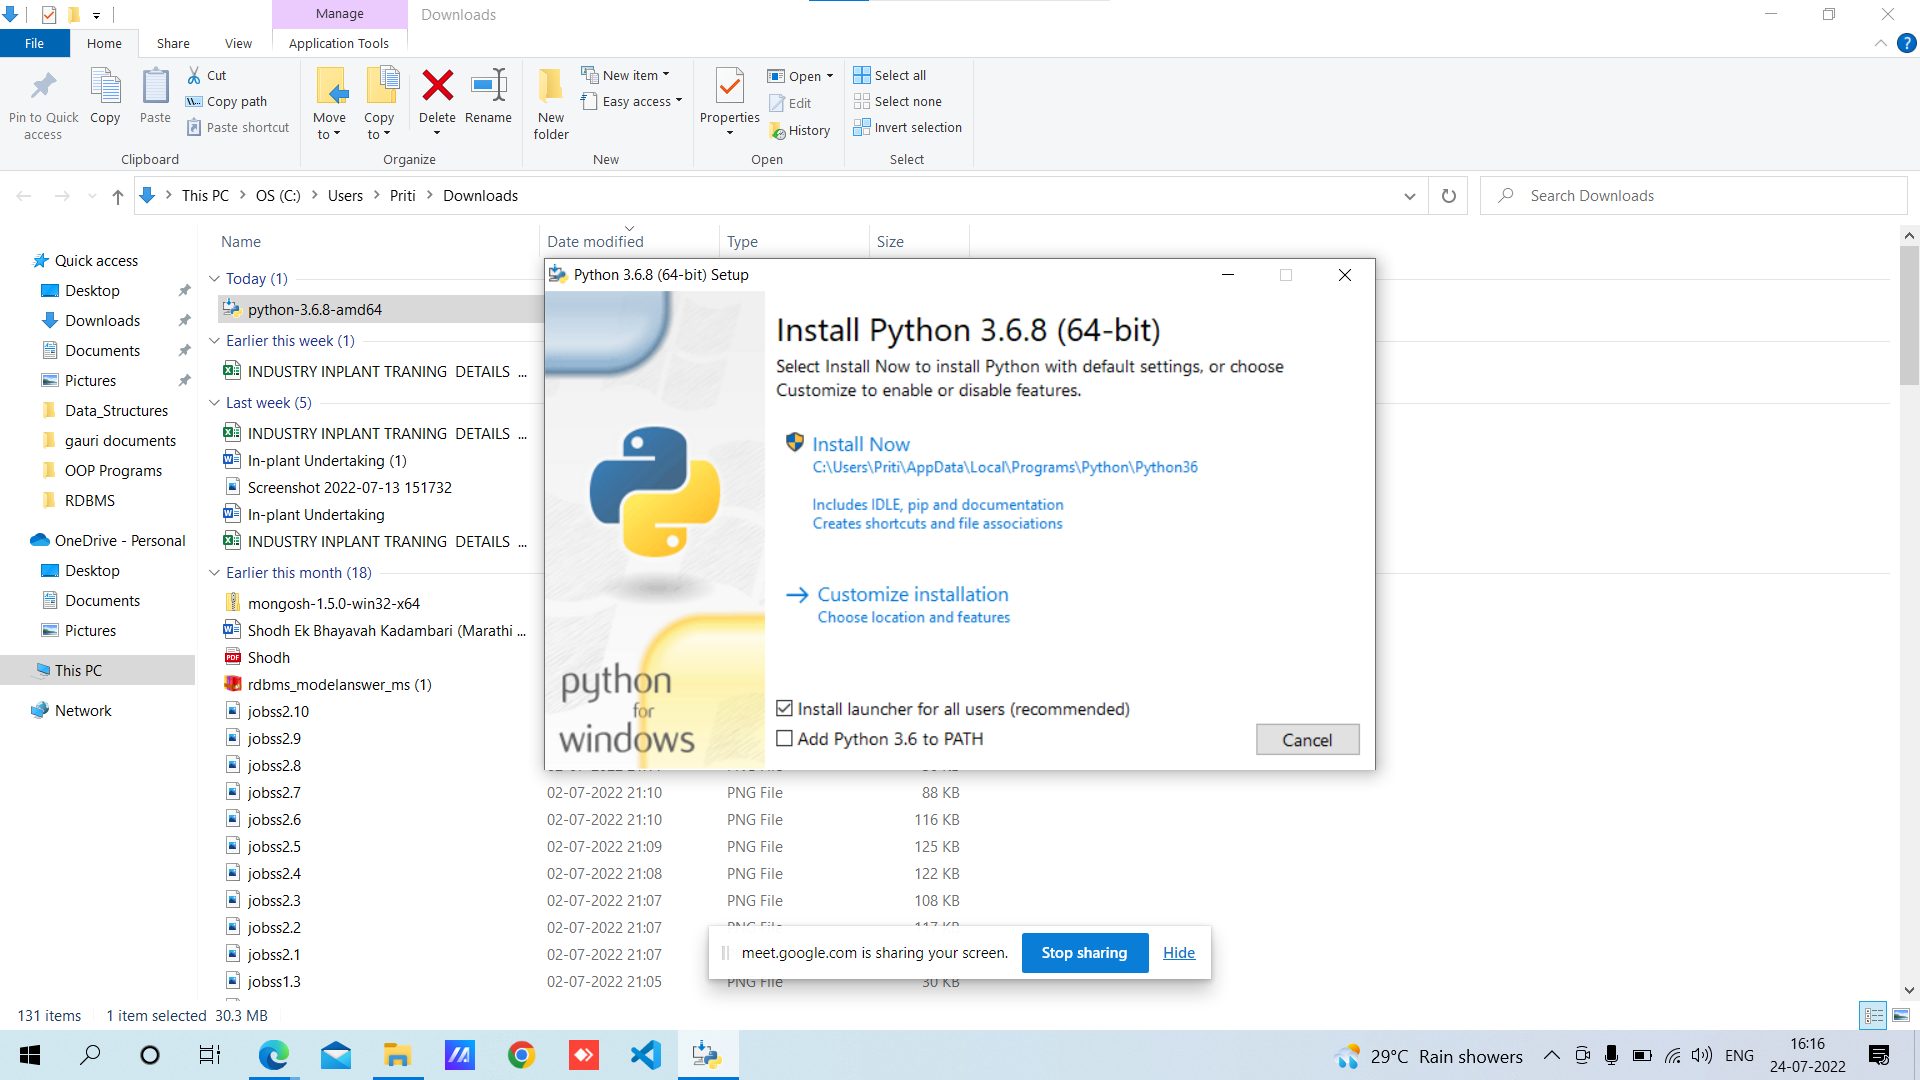 Manage
Downloads
File
Home
Share
View
Application Tools
Pin to Quick access
Copy
Paste
Cut
Copy path
Paste shortcut
Clipboard
Move to
Copy to
Delete
Rename
Organize
New folder
New item
Easy access
New
Properties
Open
Edit
History
Open
Select all
Select none
Invert selection
Select
This PC
OS (C:)
Users
Priti
Downloads
Search Downloads
Name
Date modified
Type
Size
Quick access
Desktop
Downloads
Documents
Pictures
Data_Structures
gauri documents
OOP Programs
RDBMS
OneDrive - Personal
Desktop
Documents
Pictures
This PC
Network
Today (1)
python-3.6.8-amd64
Earlier this week (1)
INDUSTRY INPLANT TRANING DETAILS ...
Last week (5)
INDUSTRY INPLANT TRANING DETAILS ...
In-plant Undertaking (1)
Screenshot 2022-07-13 151732
In-plant Undertaking
INDUSTRY INPLANT TRANING DETAILS ...
Earlier this month (18)
mongosh-1.5.0-win32-x64
Shodh Ek Bhayavah Kadambari (Marathi ...
Shodh
rdbms_modelanswer_ms (1)
jobss2.10
jobss2.9
jobss2.8
jobss2.7 02-07-2022 21:10 PNG File 88 KB
jobss2.6 02-07-2022 21:10 PNG File 116 KB
jobss2.5 02-07-2022 21:09 PNG File 125 KB
jobss2.4 02-07-2022 21:08 PNG File 122 KB
jobss2.3 02-07-2022 21:07 PNG File 108 KB
jobss2.2 02-07-2022 21:07
jobss2.1 02-07-2022 21:07
jobss1.3 02-07-2022 21:05 PNG File 30 KB
Python 3.6.8 (64-bit) Setup
Install Python 3.6.8 (64-bit)
Select Install Now to install Python with default settings, or choose
Customize to enable or disable features.
Install Now
C:\Users\Priti\AppData\Local\Programs\Python\Python36
Includes IDLE, pip and documentation
Creates shortcuts and file associations
Customize installation
Choose location and features
python
for
windows
Install launcher for all users (recommended)
Add Python 3.6 to PATH
Cancel
meet.google.com is sharing your screen.
Stop sharing
Hide
131 items
1 item selected 30.3 MB
29°C Rain showers
ENG
16:16
24-07-2022